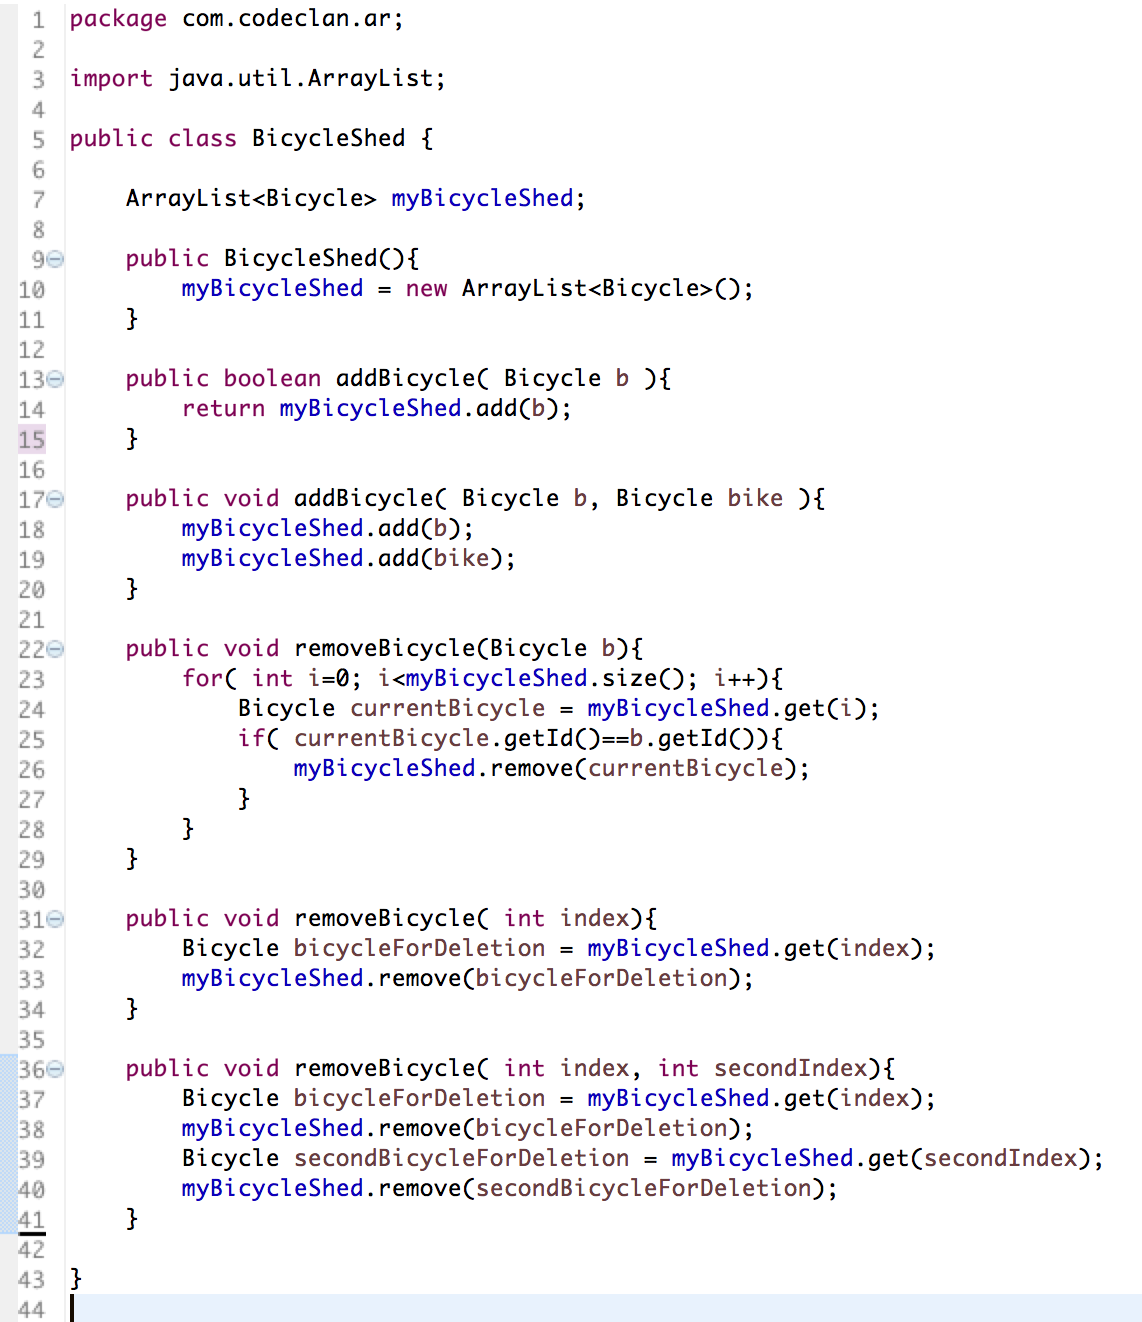 1 package com.codeclan.ar;
2
3 import java.util.ArrayList;
4
5 public class BicycleShed {
6
7     ArrayList<Bicycle> myBicycleShed;
8
9     public BicycleShed(){
10         myBicycleShed = new ArrayList<Bicycle>();
11     }
12
13     public boolean addBicycle( Bicycle b ){
14         return myBicycleShed.add(b);
15     }
16
17     public void addBicycle( Bicycle b, Bicycle bike ){
18         myBicycleShed.add(b);
19         myBicycleShed.add(bike);
20     }
21
22     public void removeBicycle(Bicycle b){
23         for( int i=0; i<myBicycleShed.size(); i++){
24             Bicycle currentBicycle = myBicycleShed.get(i);
25             if( currentBicycle.getId()==b.getId()){
26                 myBicycleShed.remove(currentBicycle);
27             }
28         }
29     }
30
31     public void removeBicycle( int index){
32         Bicycle bicycleForDeletion = myBicycleShed.get(index);
33         myBicycleShed.remove(bicycleForDeletion);
34     }
35
36     public void removeBicycle( int index, int secondIndex){
37         Bicycle bicycleForDeletion = myBicycleShed.get(index);
38         myBicycleShed.remove(bicycleForDeletion);
39         Bicycle secondBicycleForDeletion = myBicycleShed.get(secondIndex);
40         myBicycleShed.remove(secondBicycleForDeletion);
41     }
42
43 }
44